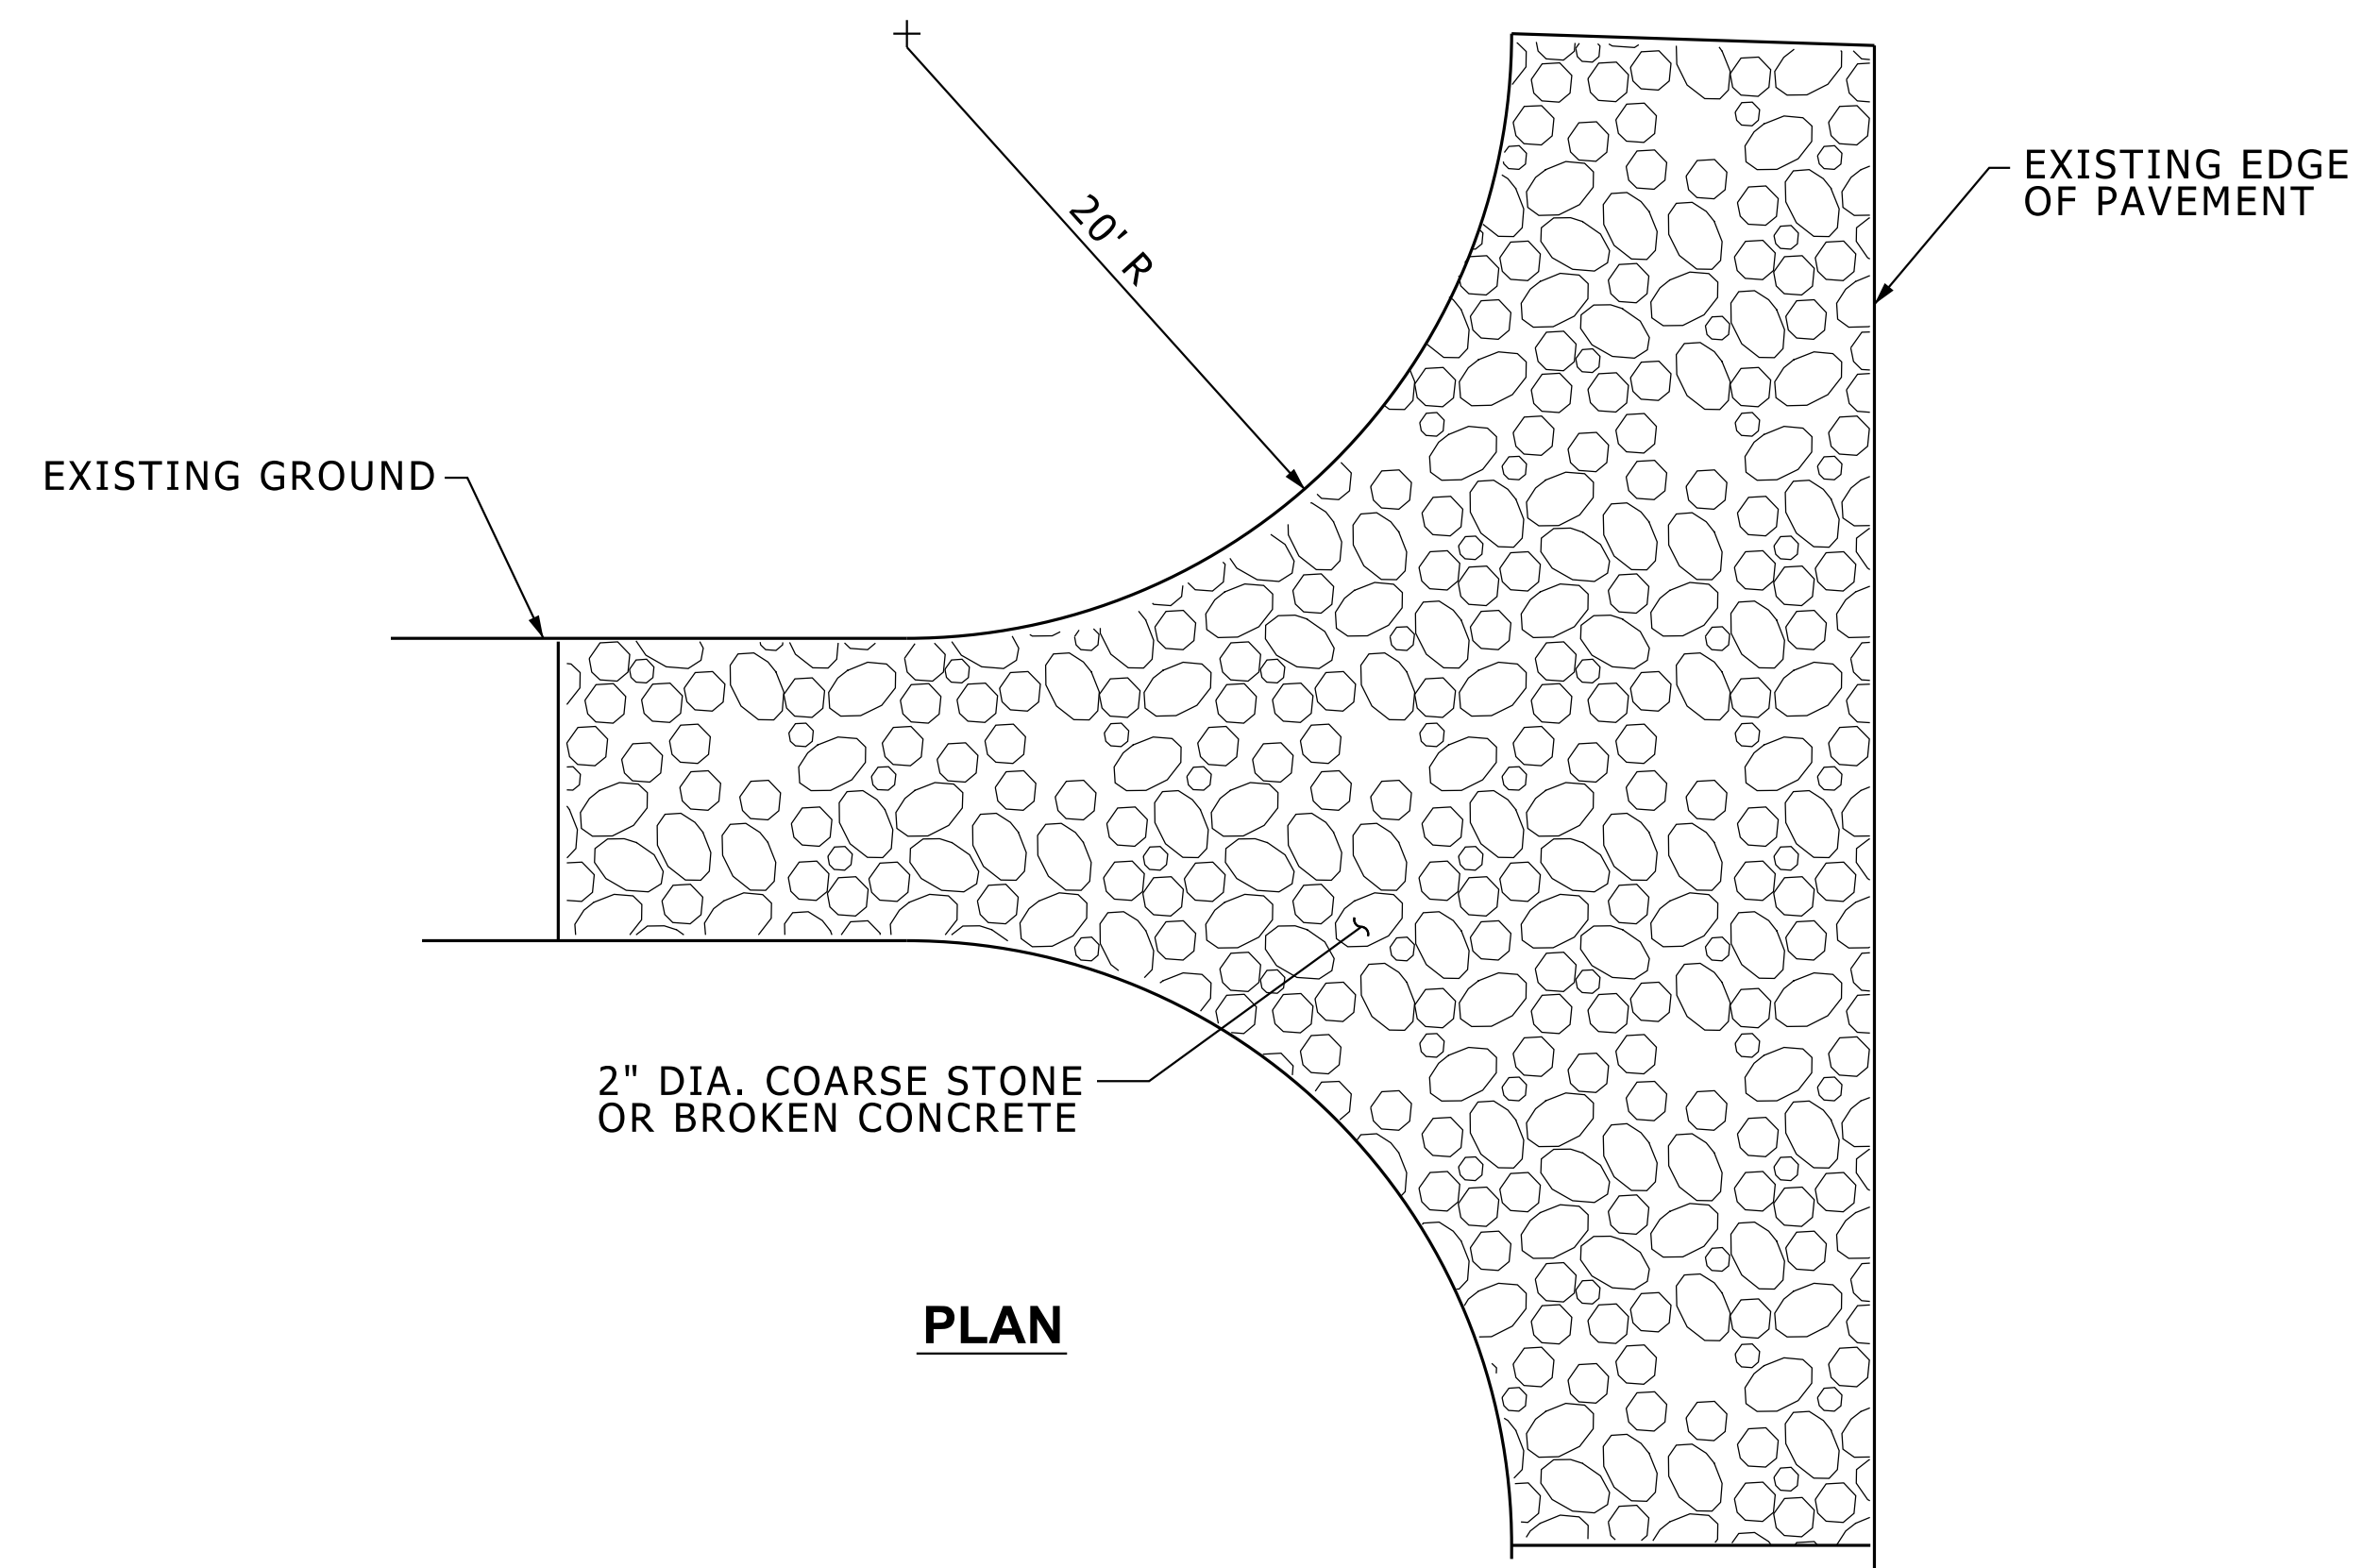 20' R
EXISTING EDGE
OF PAVEMENT
EXISTING GROUND
2" DIA. COARSE STONE
OR BROKEN CONCRETE
PLAN